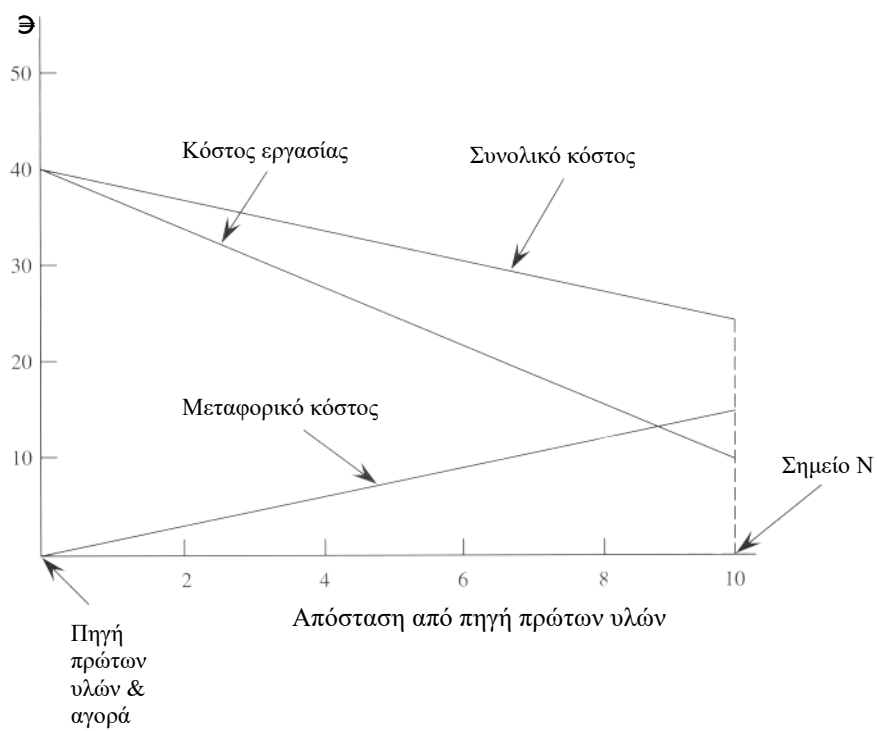 ∍
50
Κόστος εργασίας
Συνολικό κόστος
40
30
20
Μεταφορικό κόστος
10
Σημείο Ν
2 4 6 8 10
Απόσταση από πηγή πρώτων υλών
Πηγή
πρώτων
υλών &
αγορά